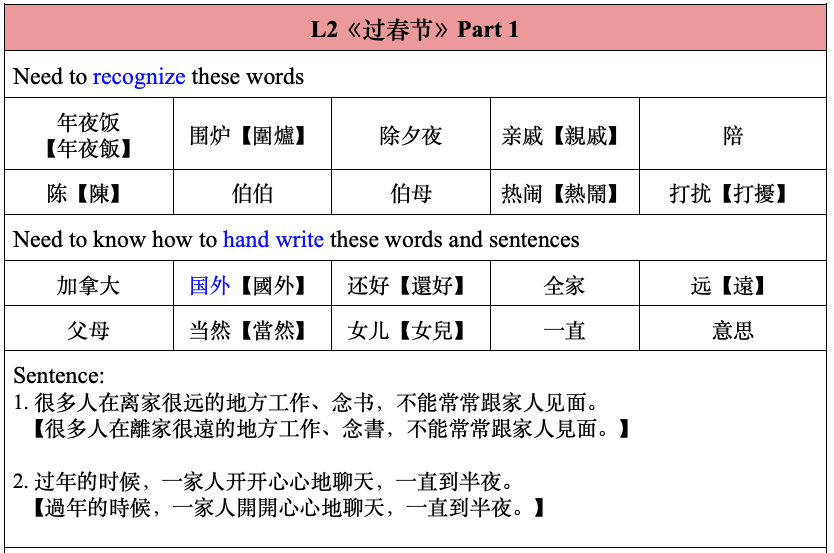 L2《过春节》Part 1
Need to recognize these words
年夜饭
【年夜飯】
围炉【圍爐】
除夕夜
亲戚【親戚】
陪
陈【陳】
伯伯
伯母
热闹【熱鬧】
打扰【打擾】
Need to know how to hand write these words and sentences
加拿大
国外【國外】
还好【還好】
全家
远【遠】
父母
当然【當然】
女儿【女兒】
一直
意思
Sentence:
1. 很多人在离家很远的地方工作、念书，不能常常跟家人见面。
【很多人在離家很遠的地方工作、念書，不能常常跟家人見面。】
2. 过年的时候，一家人开开心心地聊天，一直到半夜。
【過年的時候，一家人開開心心地聊天，一直到半夜。】